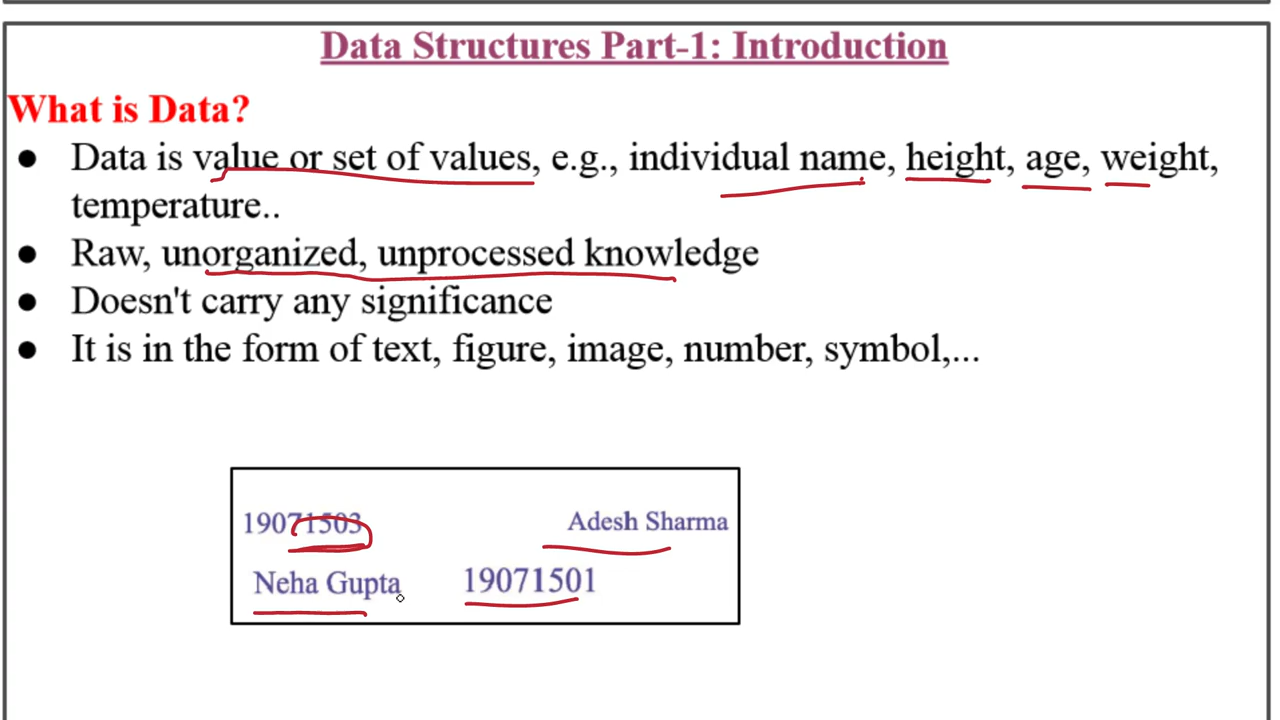 Data Structures Part-1: Introduction
What is Data?
● Data is value or set of values, e.g., individual name, height, age, weight,
temperature..
● Raw, unorganized, unprocessed knowledge
● Doesn't carry any significance
● It is in the form of text, figure, image, number, symbol,...
19071503 Adesh Sharma
Neha Gupta 19071501